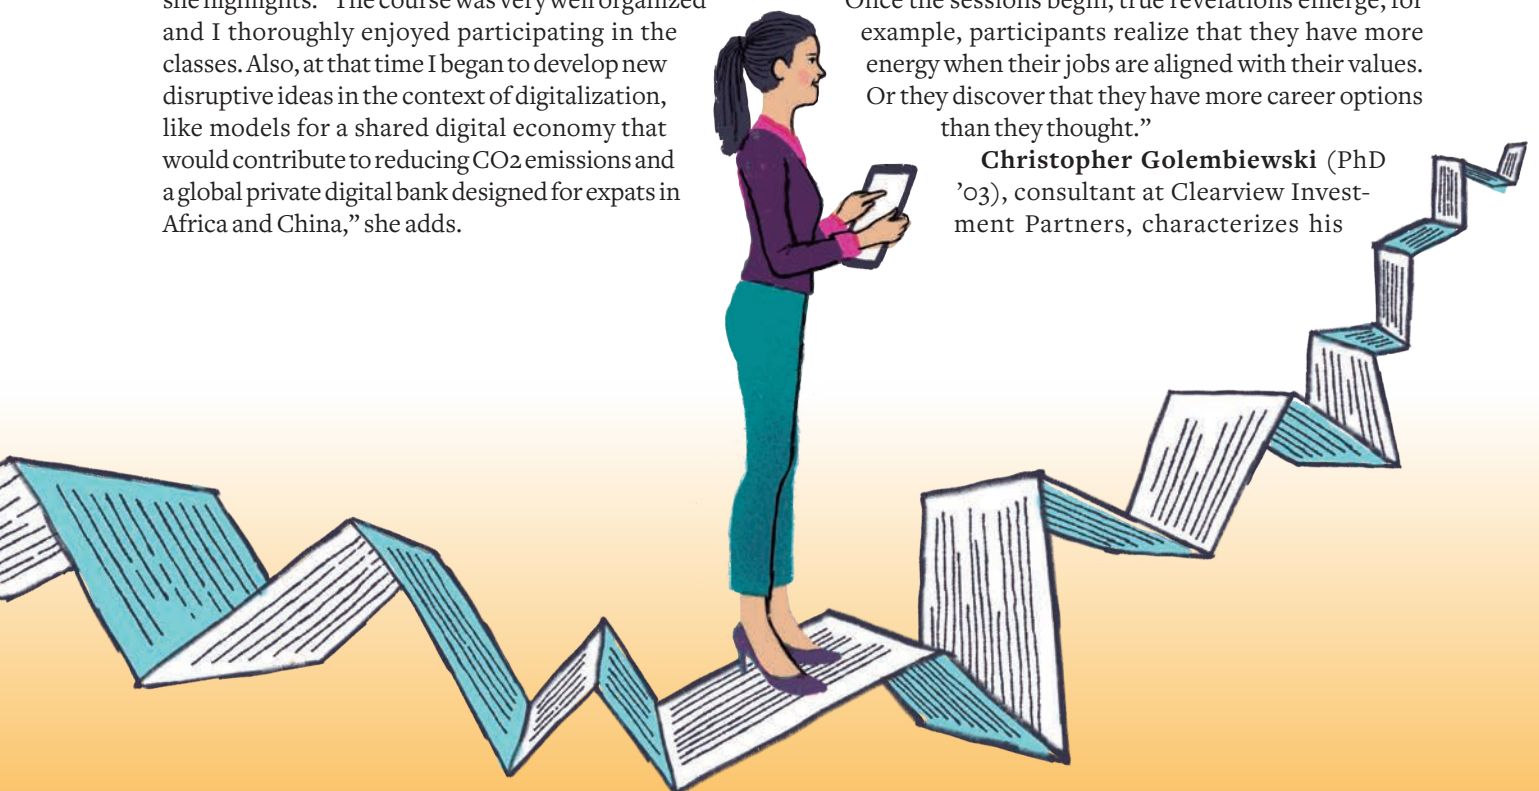 she highlights. “The course was very well organized
and I thoroughly enjoyed participating in the
classes. Also, at that time I began to develop new
disruptive ideas in the context of digitalization,
like models for a shared digital economy that
would contribute to reducing CO2 emissions and
a global private digital bank designed for expats in
Africa and China,” she adds.
Once the sessions begin, true revelations emerge, for
example, participants realize that they have more
energy when their jobs are aligned with their values.
Or they discover that they have more career options
than they thought.”
Christopher Golembiewski (PhD
’03), consultant at Clearview Invest-
ment Partners, characterizes his